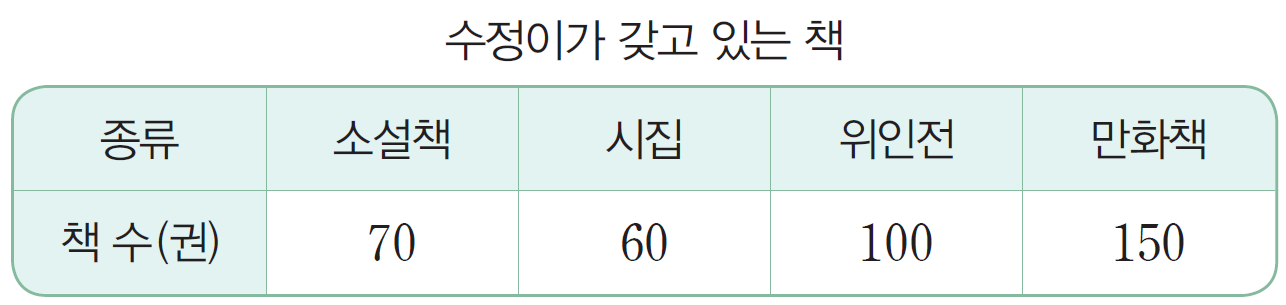 수정이가 갖고 있는 책
종류 소설책 시집 위인전 만화책
책 수(권) 70 60 100 150